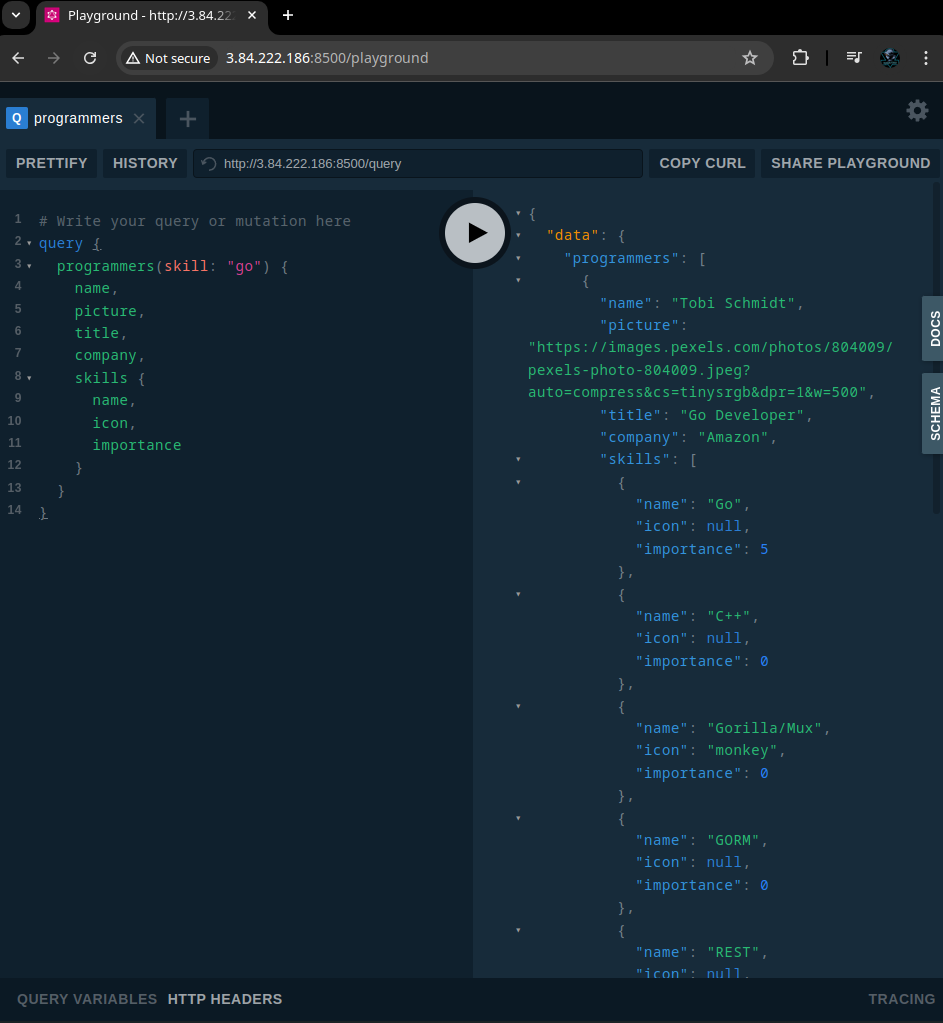 Playground - http://3.84.22
Not secure
3.84.222.186:8500/playground
Q
programmers
PRETTIFY
HISTORY
http://3.84.222.186:8500/query
COPY CURL
SHARE PLAYGROUND
1 # Write your query or mutation here
2 query {
3 programmers(skill: "go") {
4 name,
5 picture,
6 title,
7 company,
8 skills {
9 name,
10 icon,
11 importance
12 }
13 }
14 }
{
"data": {
"programmers": [
{
"name": "Tobi Schmidt",
"picture":
"https://images.pexels.com/photos/804009/
pexels-photo-804009.jpeg?
auto=compress&cs=tinysrgb&dpr=1&w=500",
"title": "Go Developer",
"company": "Amazon",
"skills": [
{
"name": "Go",
"icon": null,
"importance": 5
},
{
"name": "C++",
"icon": null,
"importance": 0
},
{
"name": "Gorilla/Mux",
"icon": "monkey",
"importance": 0
},
{
"name": "GORM",
"icon": null,
"importance": 0
},
{
"name": "REST",
"icon": null,
DOCS
SCHEMA
QUERY VARIABLES
HTTP HEADERS
TRACING